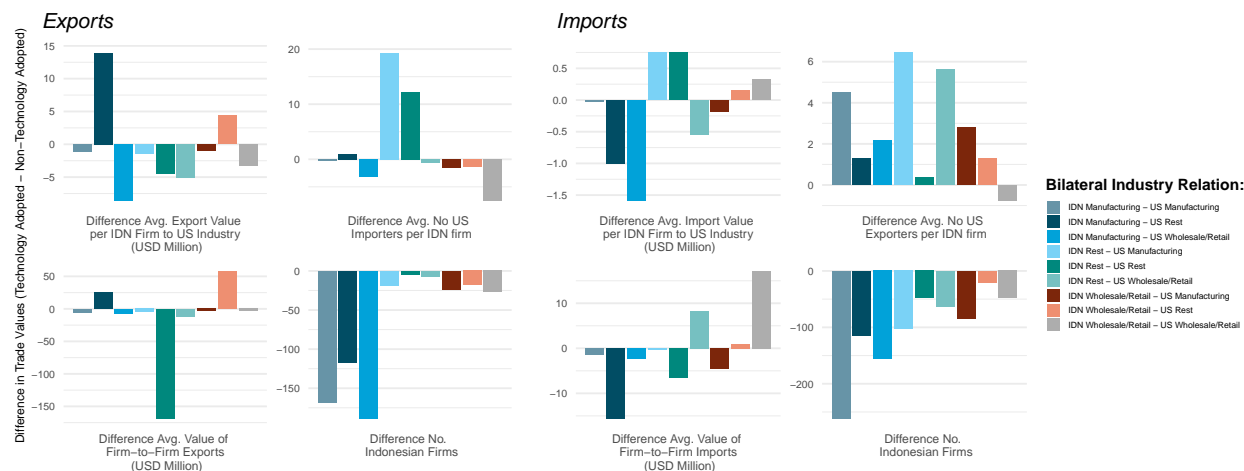 Exports
Imports
Difference in Trade Values (Technology Adopted − Non−Technology Adopted)
15
10
5
0
−5
Difference Avg. Export Value
per IDN Firm to US Industry
(USD Million)
20
10
0
Difference Avg. No US
Importers per IDN firm
0.5
0.0
−0.5
−1.0
−1.5
Difference Avg. Import Value
per IDN Firm to US Industry
(USD Million)
6
4
2
0
Difference Avg. No US
Exporters per IDN firm
50
0
−50
−100
−150
Difference Avg. Value of
Firm−to−Firm Exports
(USD Million)
0
−50
−100
−150
Difference No.
Indonesian Firms
10
0
−10
Difference Avg. Value of
Firm−to−Firm Imports
(USD Million)
0
−100
−200
Difference No.
Indonesian Firms
Bilateral Industry Relation:
IDN Manufacturing − US Manufacturing
IDN Manufacturing − US Rest
IDN Manufacturing − US Wholesale/Retail
IDN Rest − US Manufacturing
IDN Rest − US Rest
IDN Rest − US Wholesale/Retail
IDN Wholesale/Retail − US Manufacturing
IDN Wholesale/Retail − US Rest
IDN Wholesale/Retail − US Wholesale/Retail